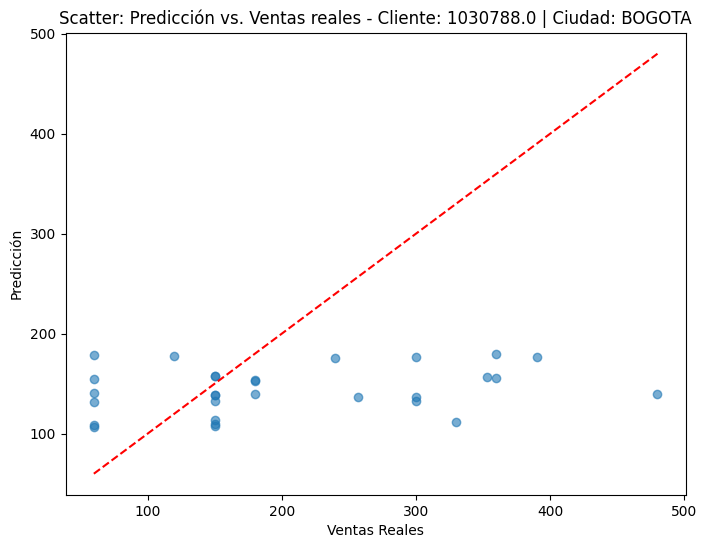 Scatter: Predicción vs. Ventas reales - Cliente: 1030788.0 | Ciudad: BOGOTA
500
400
300
200
100
Predicción
100 200 300 400 500
Ventas Reales